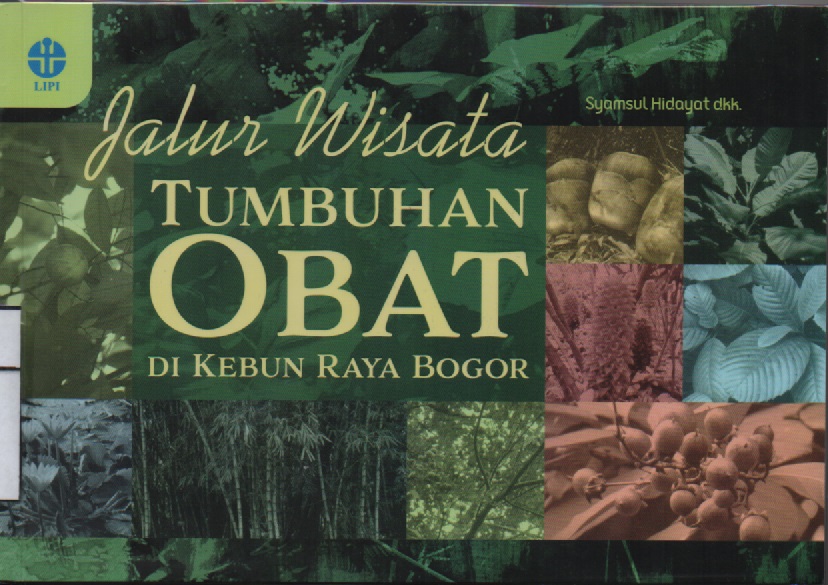 LIPI
Syamsul Hidayat dkk.
Jalur Wisata
TUMBUHAN
OBAT
DI KEBUN RAYA BOGOR